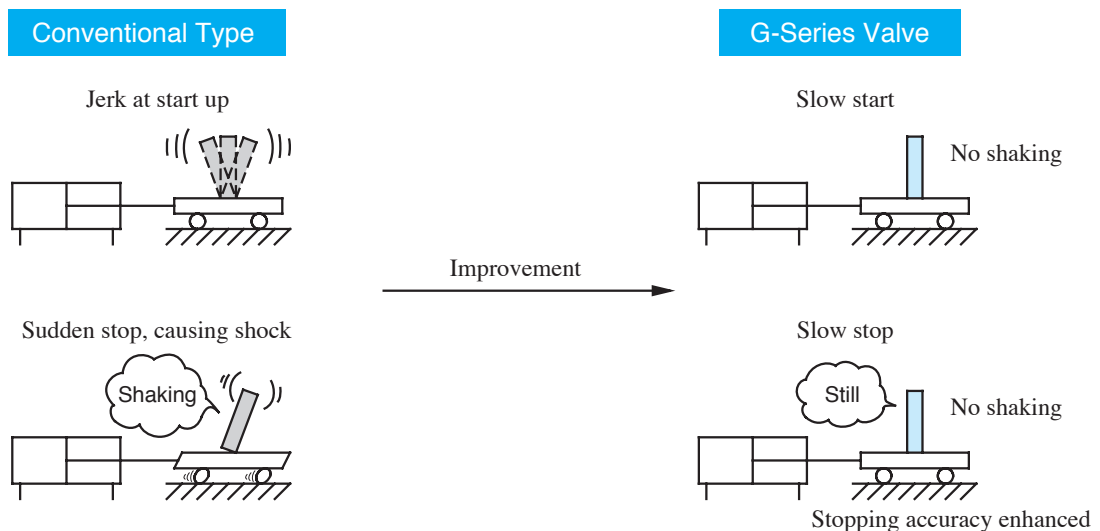 Conventional Type
G-Series Valve
Jerk at start up
Slow start
No shaking
Improvement
Sudden stop, causing shock
Shaking
Slow stop
Still
No shaking
Stopping accuracy enhanced